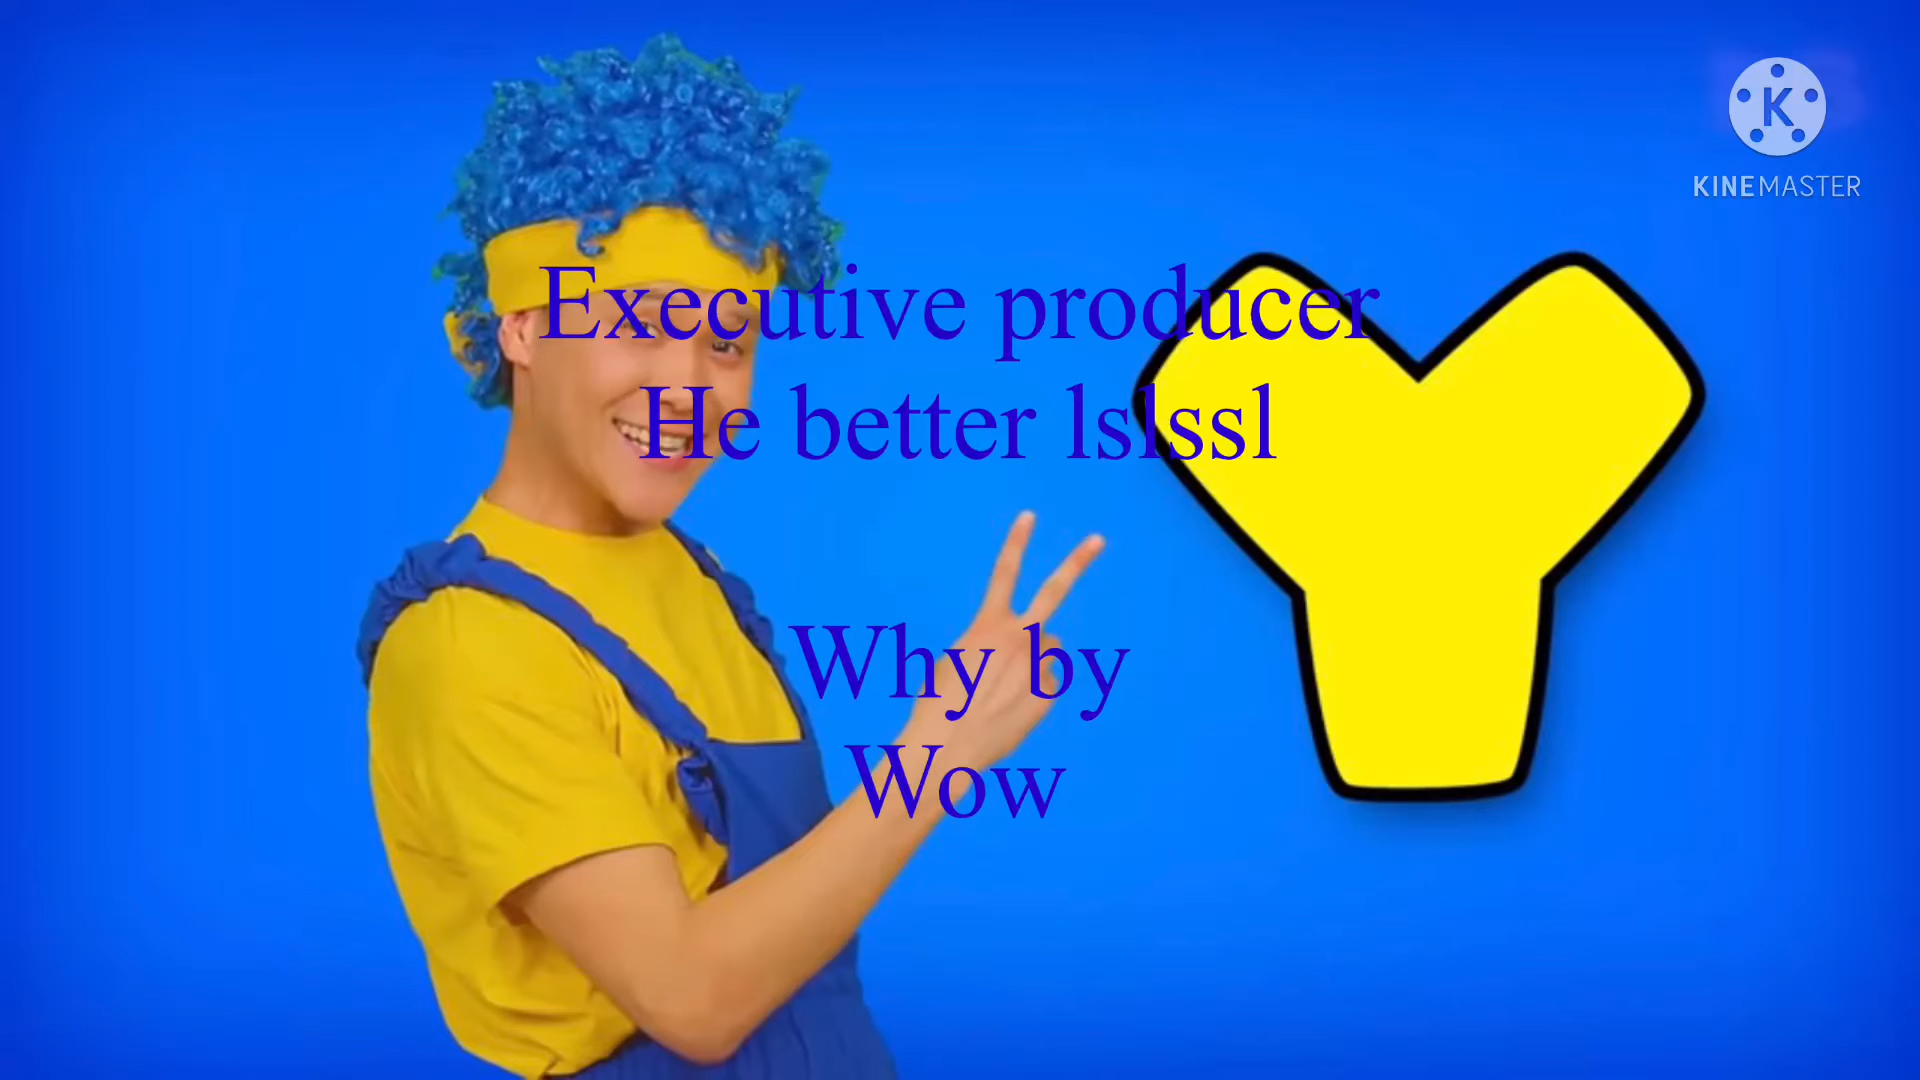 KINEMASTER
Executive producer
He better lslssl
Why by
Wow
Y